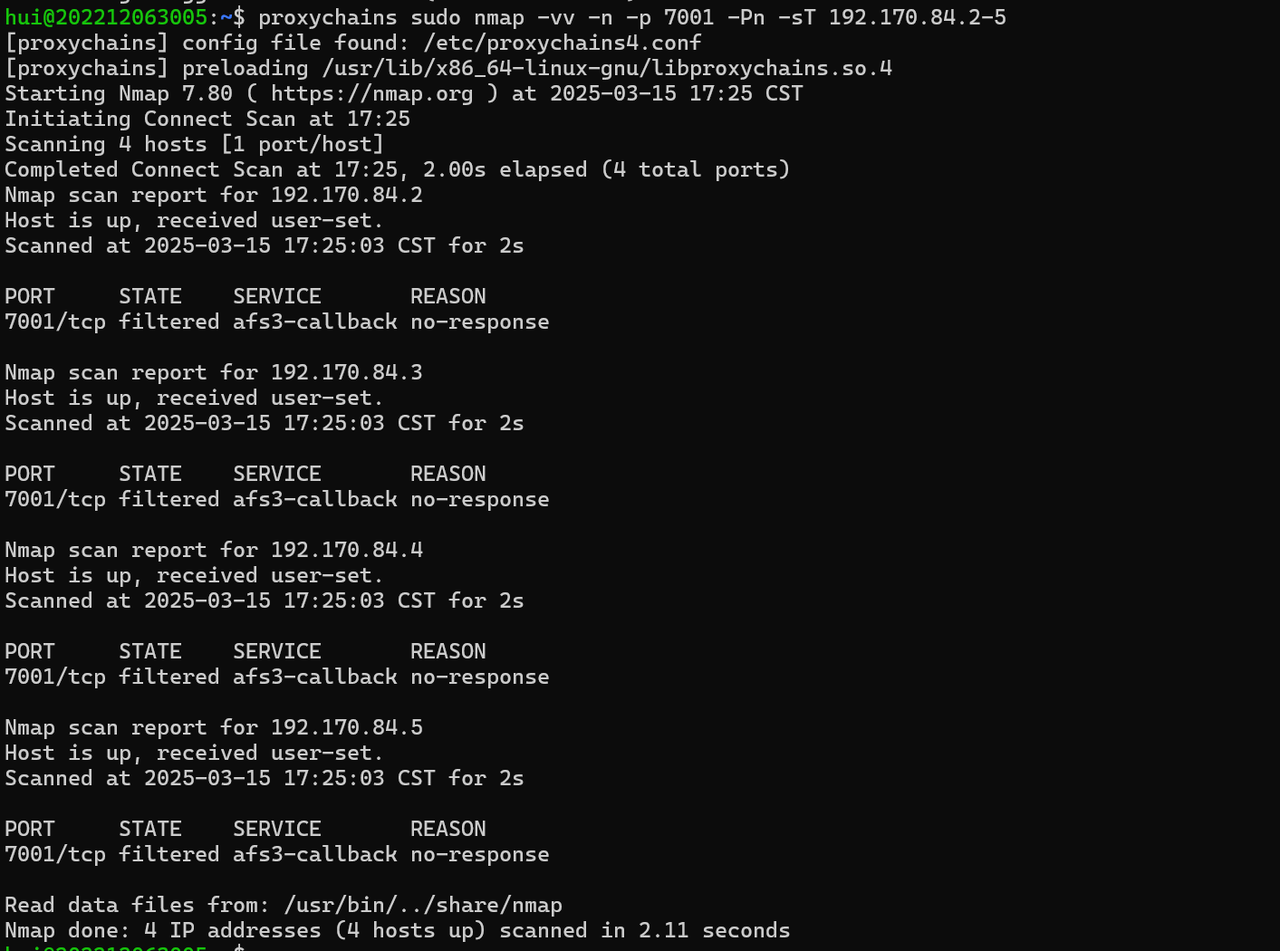 hui@202212063005:~$ proxychains sudo nmap -vv -n -p 7001 -Pn -sT 192.170.84.2-5
[proxychains] config file found: /etc/proxychains4.conf
[proxychains] preloading /usr/lib/x86_64-linux-gnu/libproxychains.so.4
Starting Nmap 7.80 ( https://nmap.org ) at 2025-03-15 17:25 CST
Initiating Connect Scan at 17:25
Scanning 4 hosts [1 port/host]
Completed Connect Scan at 17:25, 2.00s elapsed (4 total ports)
Nmap scan report for 192.170.84.2
Host is up, received user-set.
Scanned at 2025-03-15 17:25:03 CST for 2s
PORT     STATE    SERVICE       REASON
7001/tcp filtered afs3-callback no-response
Nmap scan report for 192.170.84.3
Host is up, received user-set.
Scanned at 2025-03-15 17:25:03 CST for 2s
PORT     STATE    SERVICE       REASON
7001/tcp filtered afs3-callback no-response
Nmap scan report for 192.170.84.4
Host is up, received user-set.
Scanned at 2025-03-15 17:25:03 CST for 2s
PORT     STATE    SERVICE       REASON
7001/tcp filtered afs3-callback no-response
Nmap scan report for 192.170.84.5
Host is up, received user-set.
Scanned at 2025-03-15 17:25:03 CST for 2s
PORT     STATE    SERVICE       REASON
7001/tcp filtered afs3-callback no-response
Read data files from: /usr/bin/../share/nmap
Nmap done: 4 IP addresses (4 hosts up) scanned in 2.11 seconds